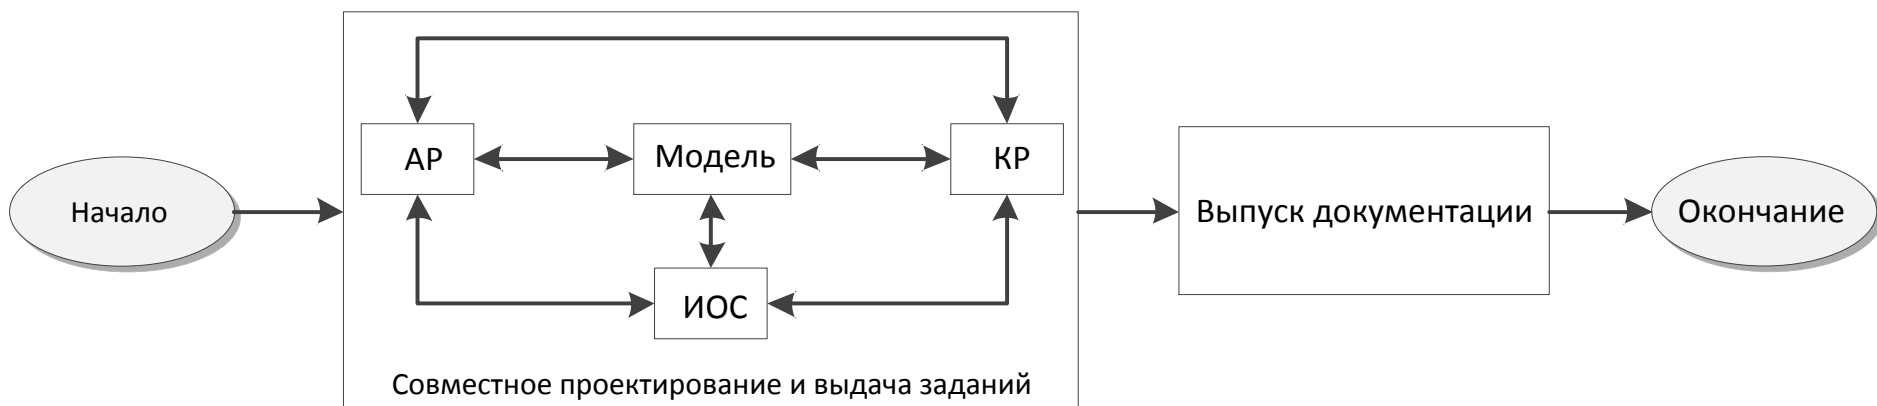 АР
Модель
КР
Начало
Выпуск документации
Окончание
ИОС
Совместное проектирование и выдача заданий